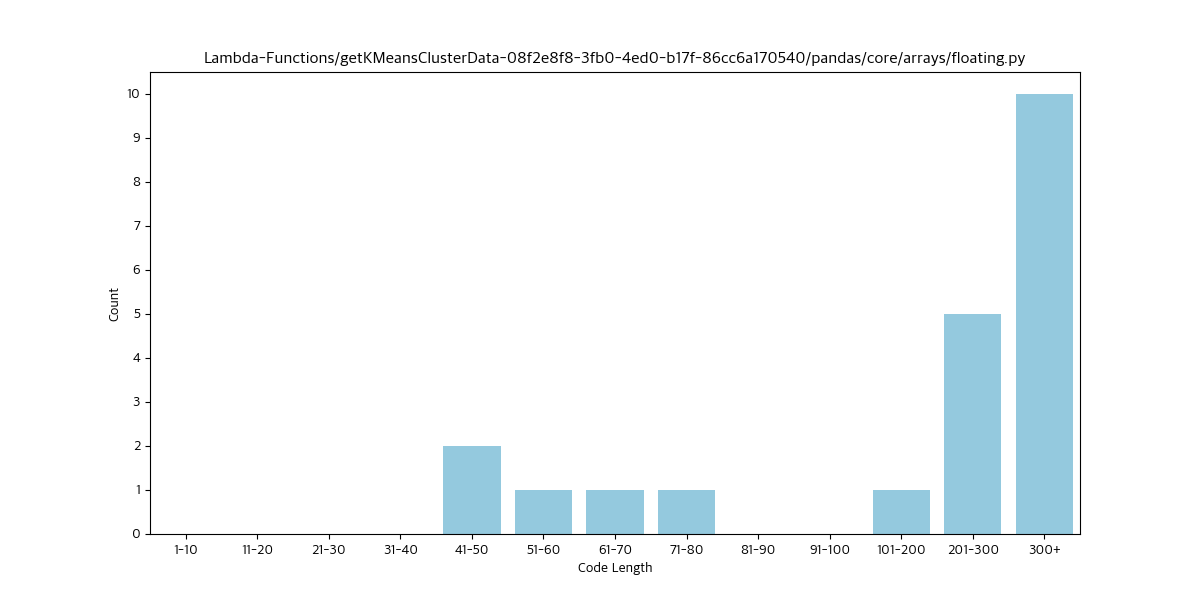 Lambda-Functions/getKMeansClusterData-08f2e8f8-3fb0-4ed0-b17f-86cc6a170540/pandas/core/arrays/floating.py
10
9
8
7
6
5
4
3
2
1
0
Count
1-10 11-20 21-30 31-40 41-50 51-60 61-70 71-80 81-90 91-100 101-200 201-300 300+
Code Length